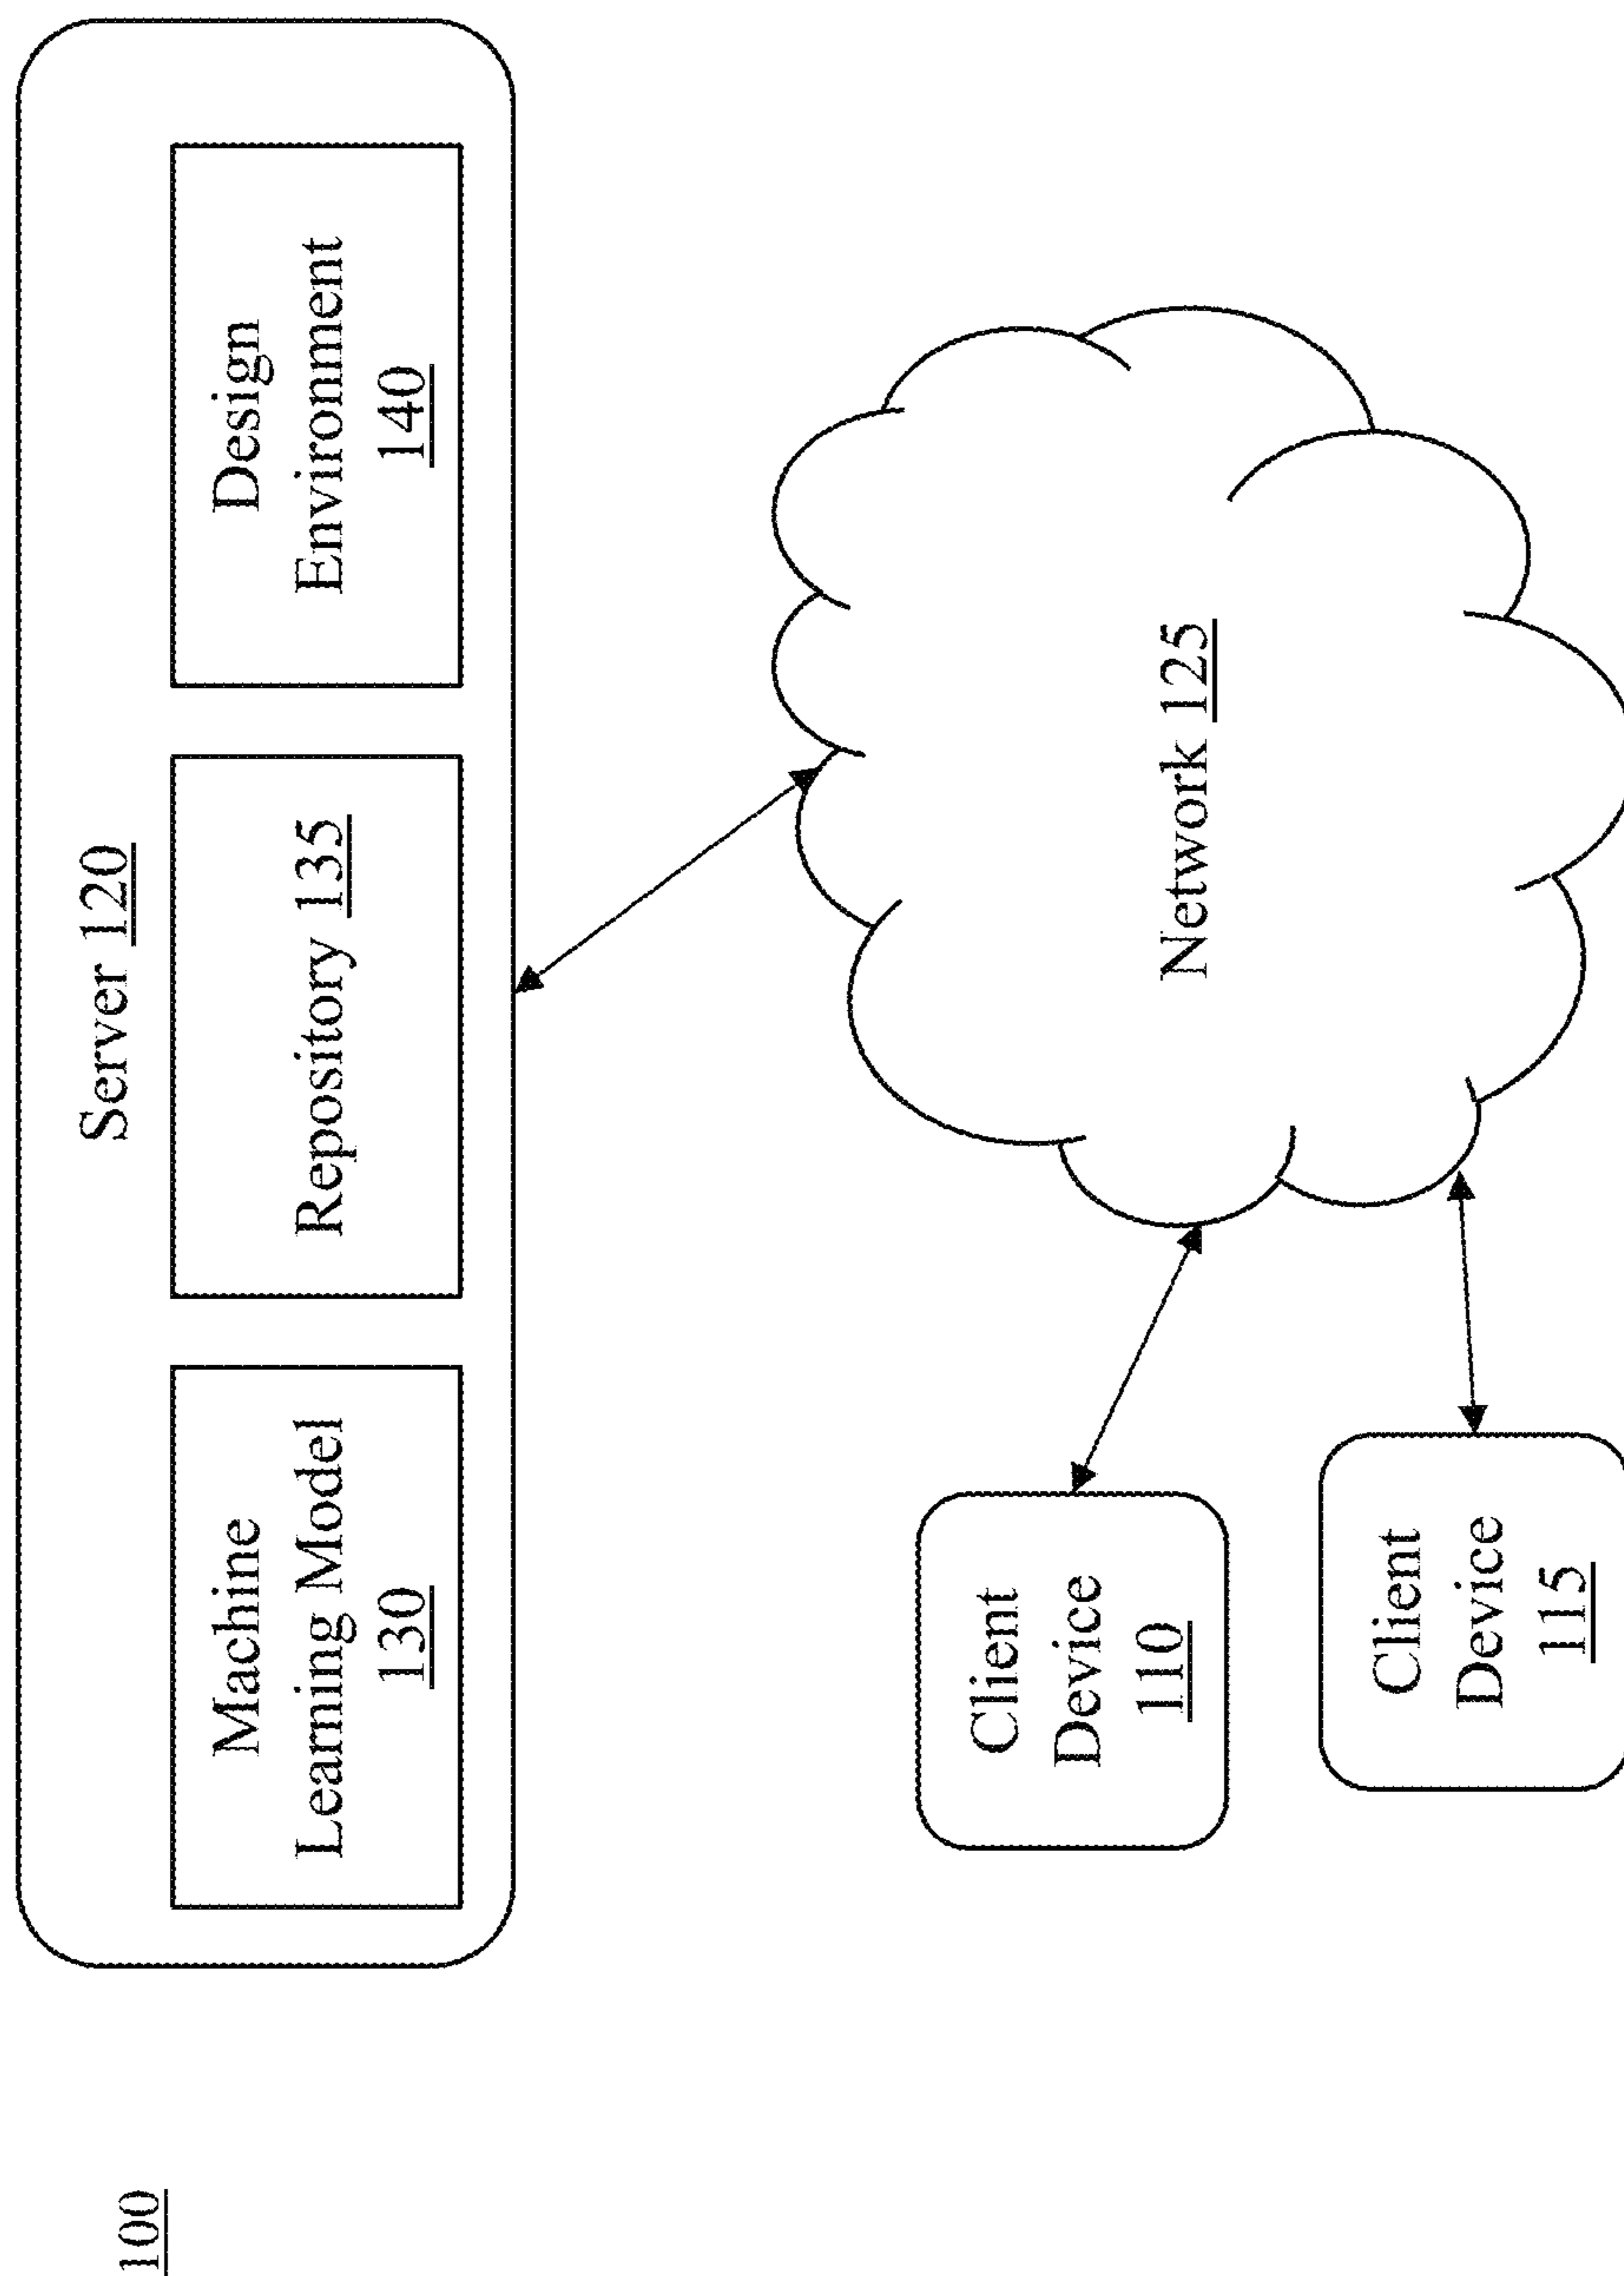 100
Server 120
Machine
Learning Model
130
Repository 135
Design
Environment
140
Network 125
Client
Device
110
Client
Device
115